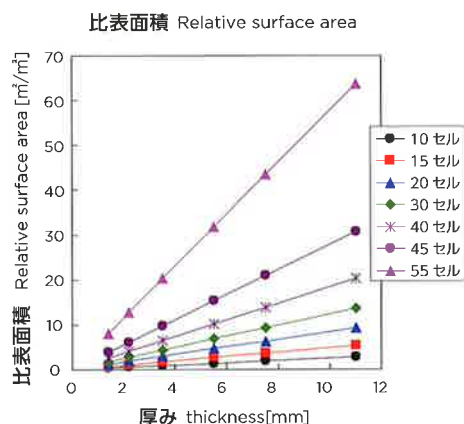 比表面積 Relative surface area
比表面積 Relative surface area [㎡/㎡]
70
60
50
40
30
20
10
0
0 2 4 6 8 10 12
厚み thickness[mm]
10 セル
15 セル
20 セル
30 セル
40 セル
45 セル
55 セル